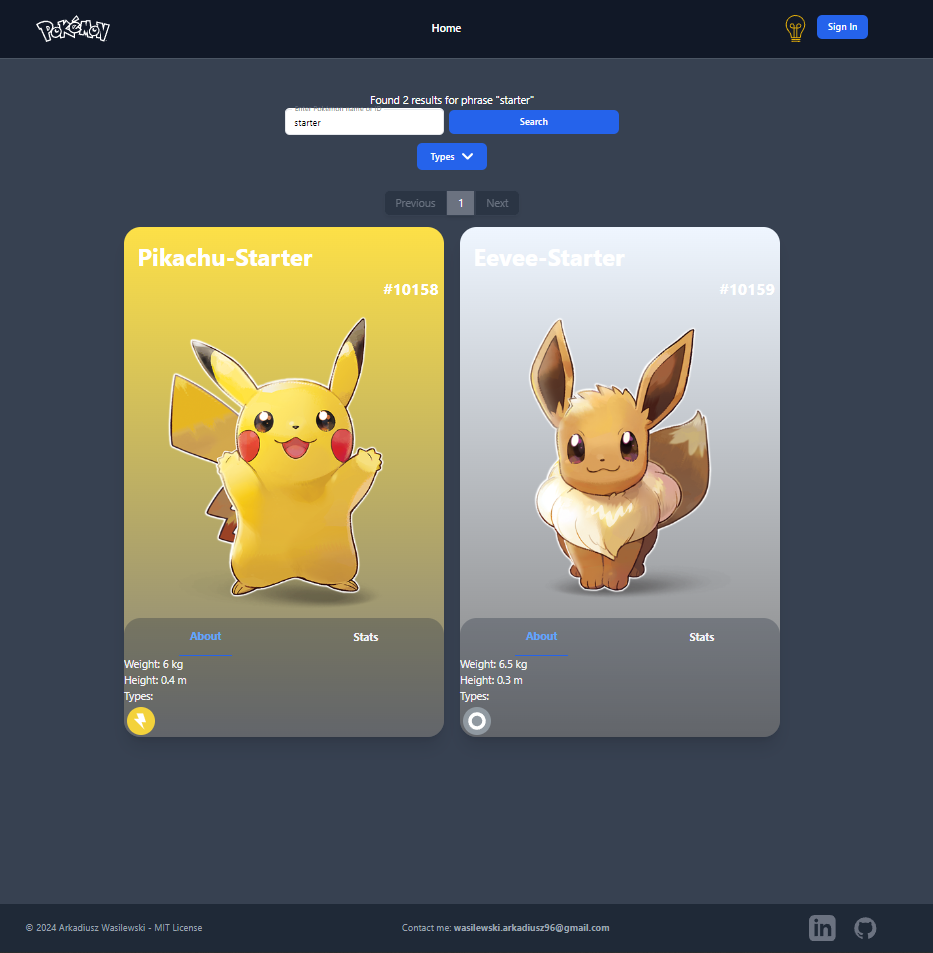 POKéMON
Home
Sign In
Found 2 results for phrase "starter"
Enter Pokemon name or ID
starter
Search
Types
Previous 1 Next
Pikachu-Starter
#10158
About Stats
Weight: 6 kg
Height: 0.4 m
Types:
Eevee-Starter
#10159
About Stats
Weight: 6.5 kg
Height: 0.3 m
Types:
© 2024 Arkadiusz Wasilewski - MIT License
Contact me: wasilewski.arkadiusz96@gmail.com
in